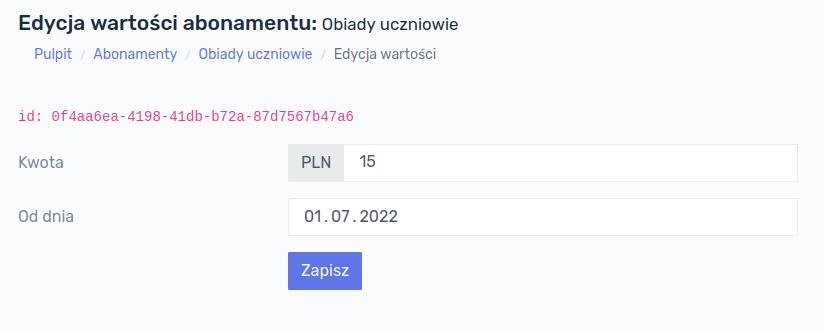 Edycja wartości abonamentu: Obiady uczniowie
Pulpit / Abonamenty / Obiady uczniowie / Edycja wartości
id: 0f4aa6ea-4198-41db-b72a-87d7567b47a6
Kwota PLN 15
Od dnia 01.07.2022
Zapisz